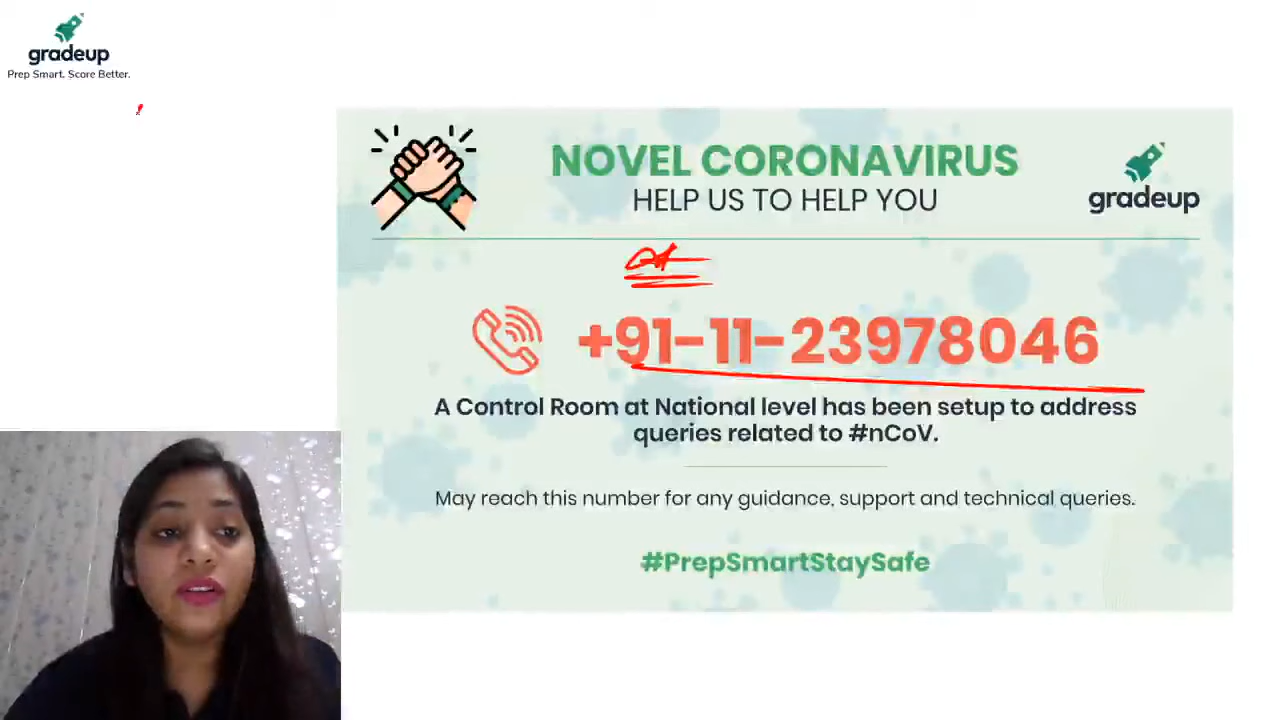 gradeup
Prep Smart. Score Better.
NOVEL CORONAVIRUS
HELP US TO HELP YOU
gradeup
+91-11-23978046
A Control Room at National level has been setup to address
queries related to #nCoV.
May reach this number for any guidance, support and technical queries.
#PrepSmartStaySafe